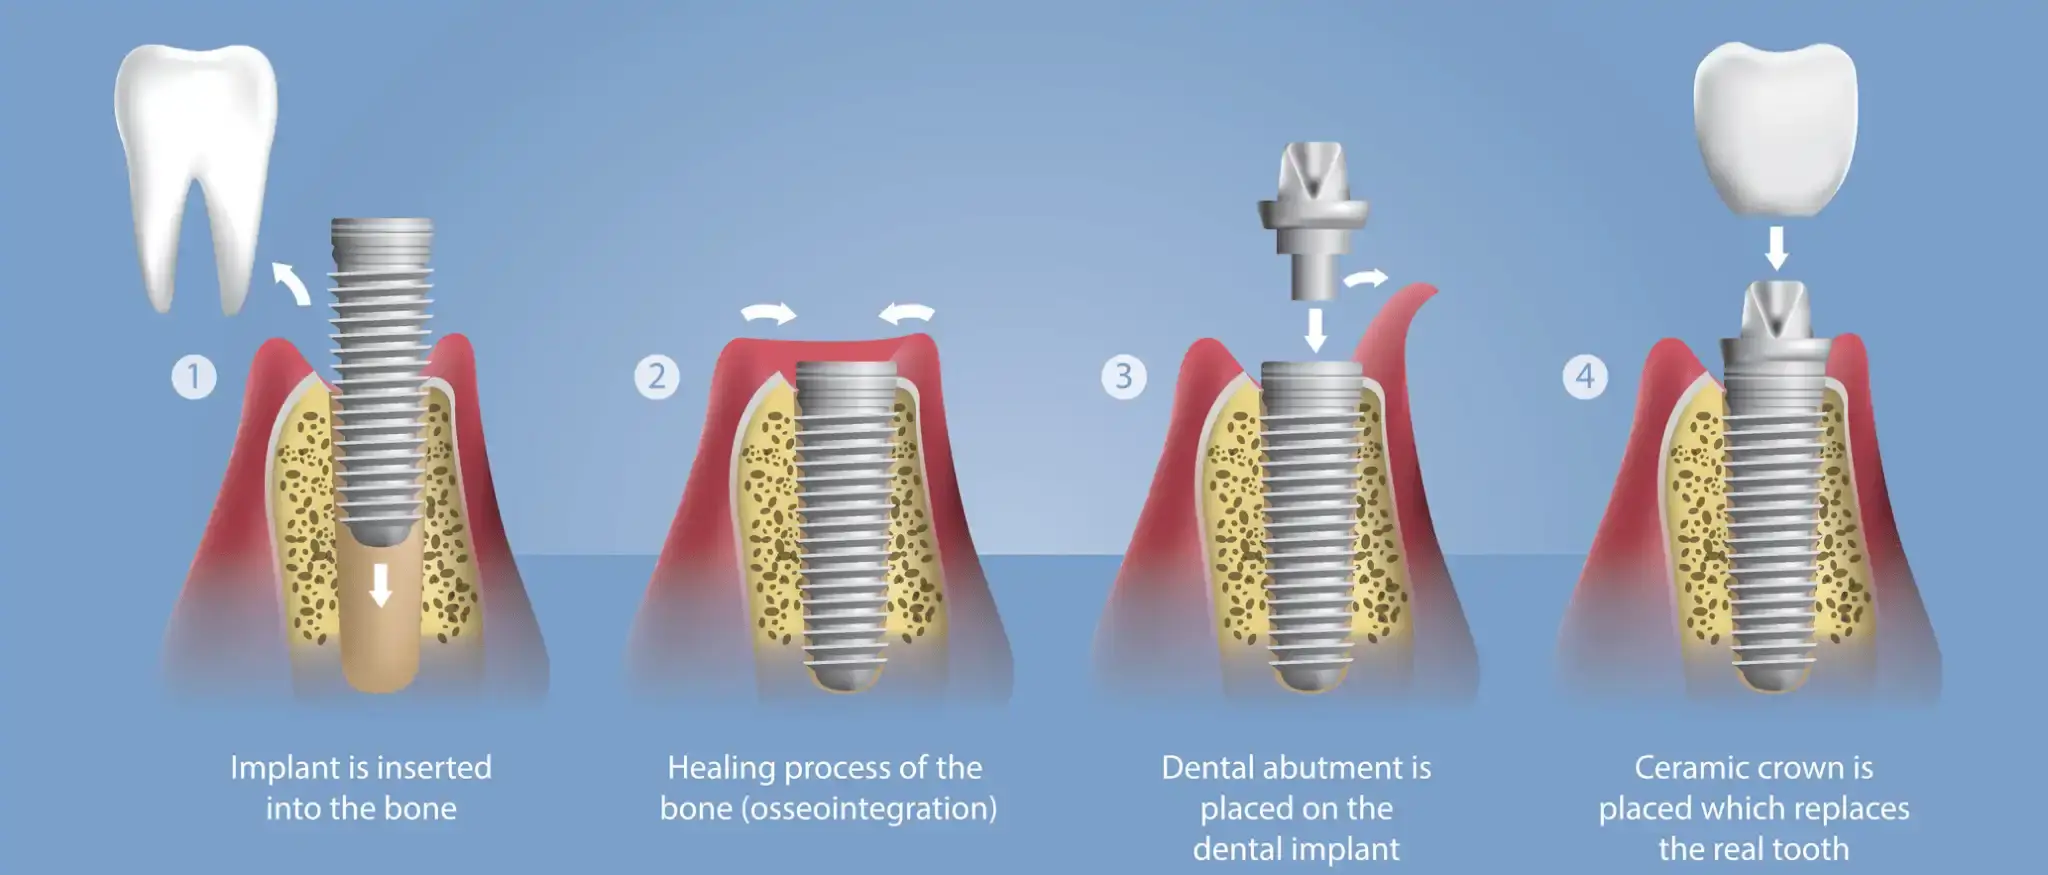 1
Implant is inserted
into the bone
2
Healing process of the
bone (osseointegration)
3
Dental abutment is
placed on the
dental implant
4
Ceramic crown is
placed which replaces
the real tooth